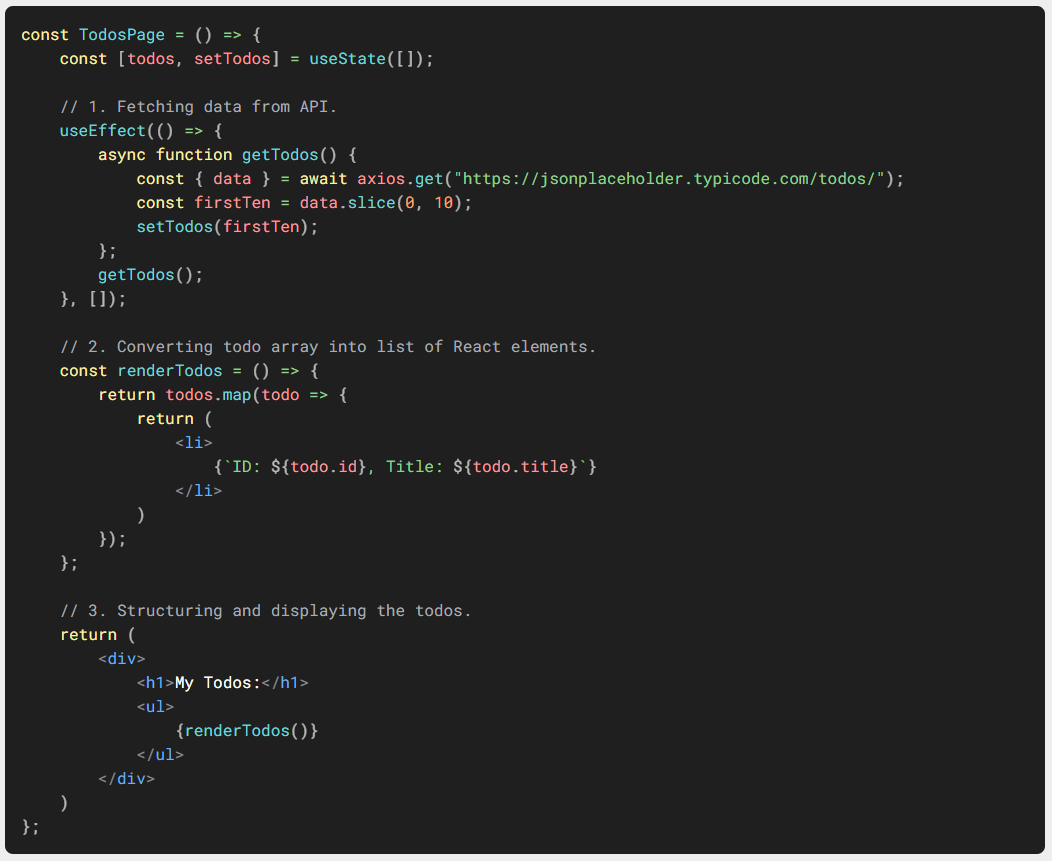 const TodosPage = () => {
    const [todos, setTodos] = useState([]);

    // 1. Fetching data from API.
    useEffect(() => {
        async function getTodos() {
            const { data } = await axios.get("https://jsonplaceholder.typicode.com/todos/");
            const firstTen = data.slice(0, 10);
            setTodos(firstTen);
        };
        getTodos();
    }, []);

    // 2. Converting todo array into list of React elements.
    const renderTodos = () => {
        return todos.map(todo => {
            return (
                <li>
                    {`ID: ${todo.id}, Title: ${todo.title}`}
                </li>
            )
        });
    };

    // 3. Structuring and displaying the todos.
    return (
        <div>
            <h1>My Todos:</h1>
            <ul>
                {renderTodos()}
            </ul>
        </div>
    )
};